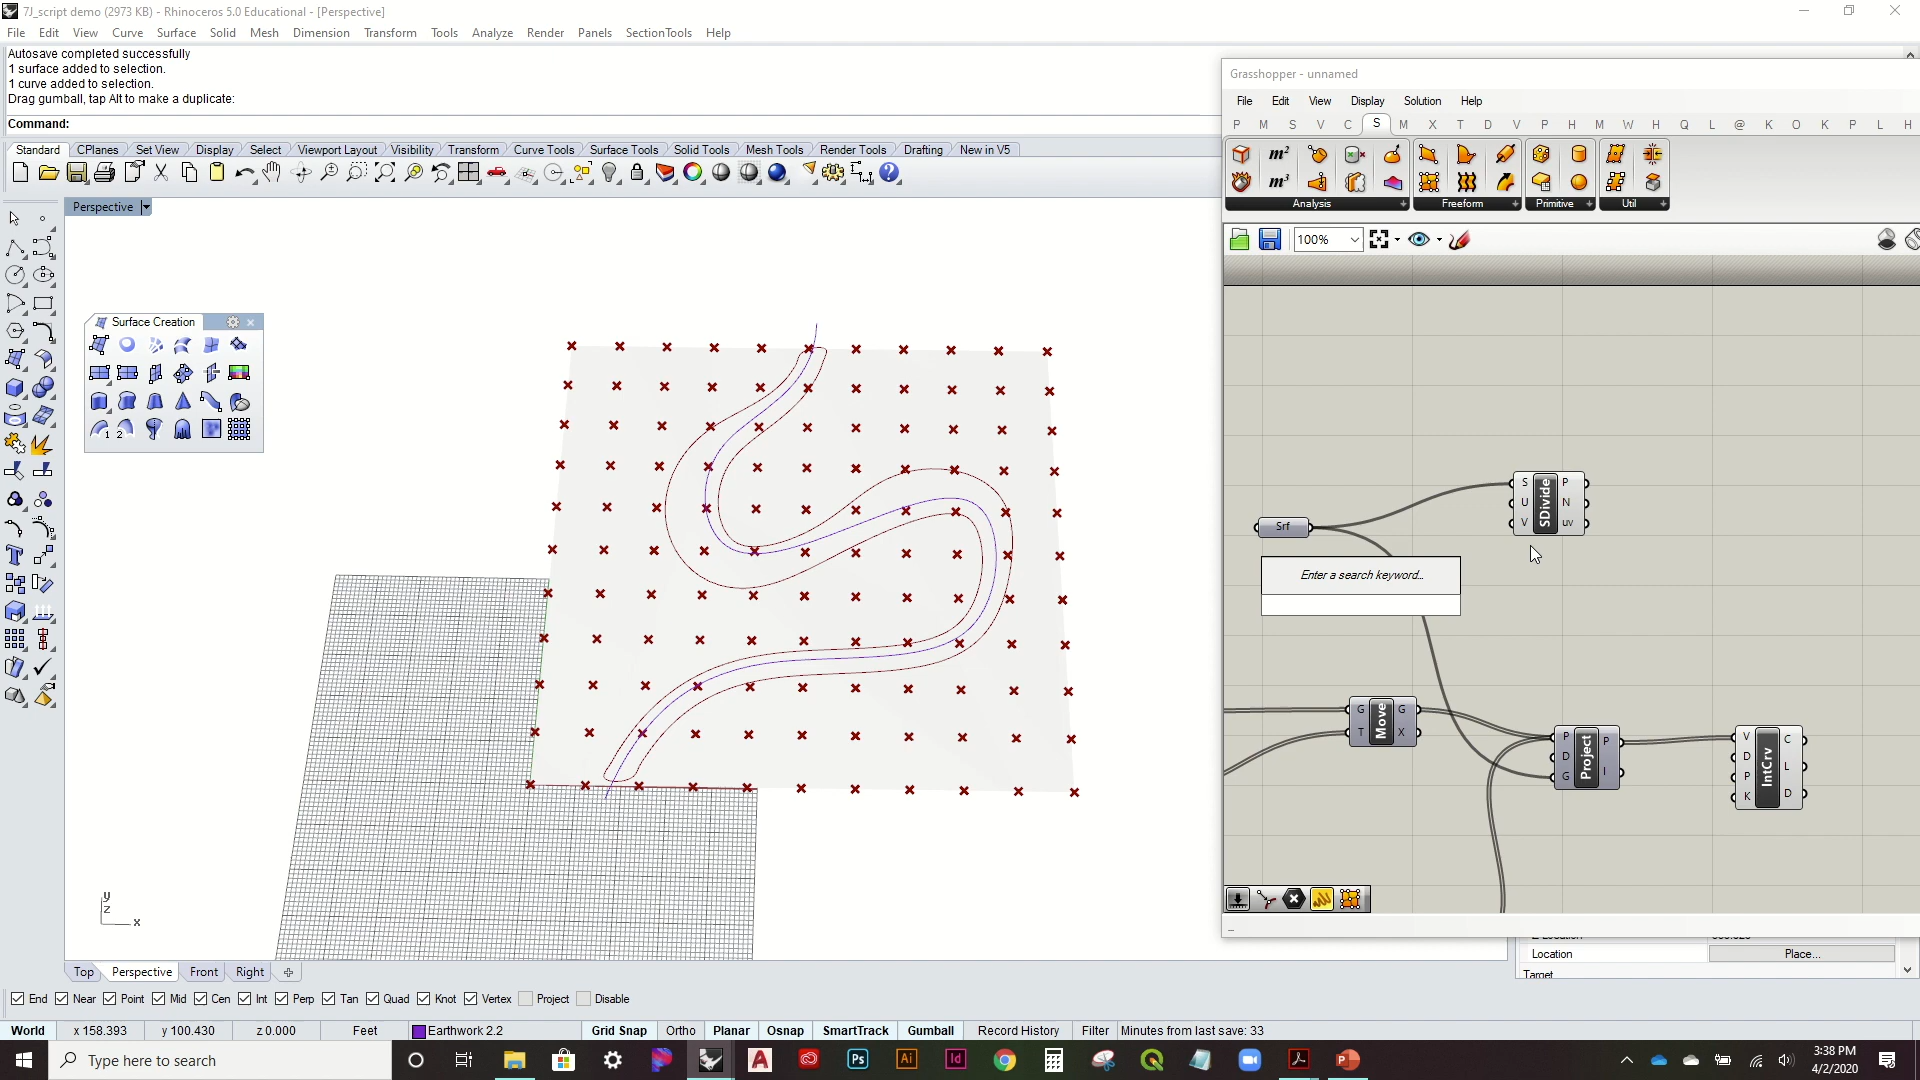 7J_script demo (2973 KB) - Rhinoceros 5.0 Educational - [Perspective]
File Edit View Curve Surface Solid Mesh Dimension Transform Tools Analyze Render Panels SectionTools Help
Autosave completed successfully
1 surface added to selection.
1 curve added to selection.
Drag gumball, tap Alt to make a duplicate:
Command:
Standard CPlanes Set View Display Select Viewport Layout Visibility Transform Curve Tools Surface Tools Solid Tools Mesh Tools Render Tools Drafting New in V5
Perspective
Surface Creation
1 2
y
z
x
Grasshopper - unnamed
File Edit View Display Solution Help
P M S V C S M X T D V P H M W H Q L @ K O K P L H
m² m³
Analysis Freeform Primitive Util
100%
Srf
S U V SDivide P N uv
Enter a search keyword...
G T Move G X
P D G Project P I
V D P K IntCrv C L D
Location Place...
Target
Top Perspective Front Right
End Near Point Mid Cen Int Perp Tan Quad Knot Vertex Project Disable
World x 158.393 y 100.430 z 0.000 Feet Earthwork 2.2 Grid Snap Ortho Planar Osnap SmartTrack Gumball Record History Filter Minutes from last save: 33
Type here to search
A Ps Ai Id
3:38 PM
4/2/2020